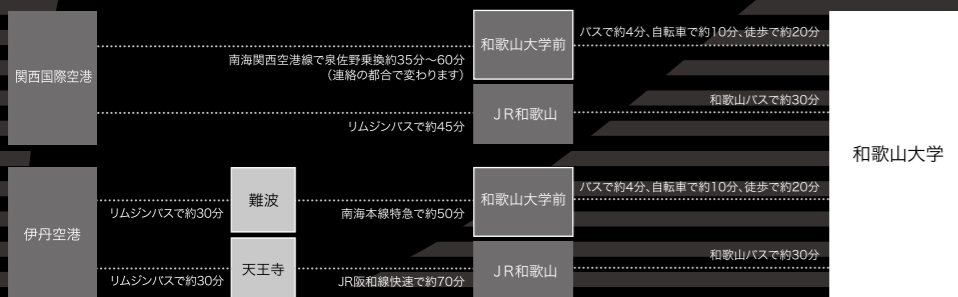 関西国際空港
南海関西空港線で泉佐野乗換約35分～60分
（連絡の都合で変わります）
和歌山大学前
バスで約4分、自転車で約10分、徒歩で約20分
リムジンバスで約45分
JR和歌山
和歌山バスで約30分
和歌山大学
伊丹空港
リムジンバスで約30分
難波
南海本線特急で約50分
和歌山大学前
バスで約4分、自転車で約10分、徒歩で約20分
リムジンバスで約30分
天王寺
JR阪和線快速で約70分
JR和歌山
和歌山バスで約30分